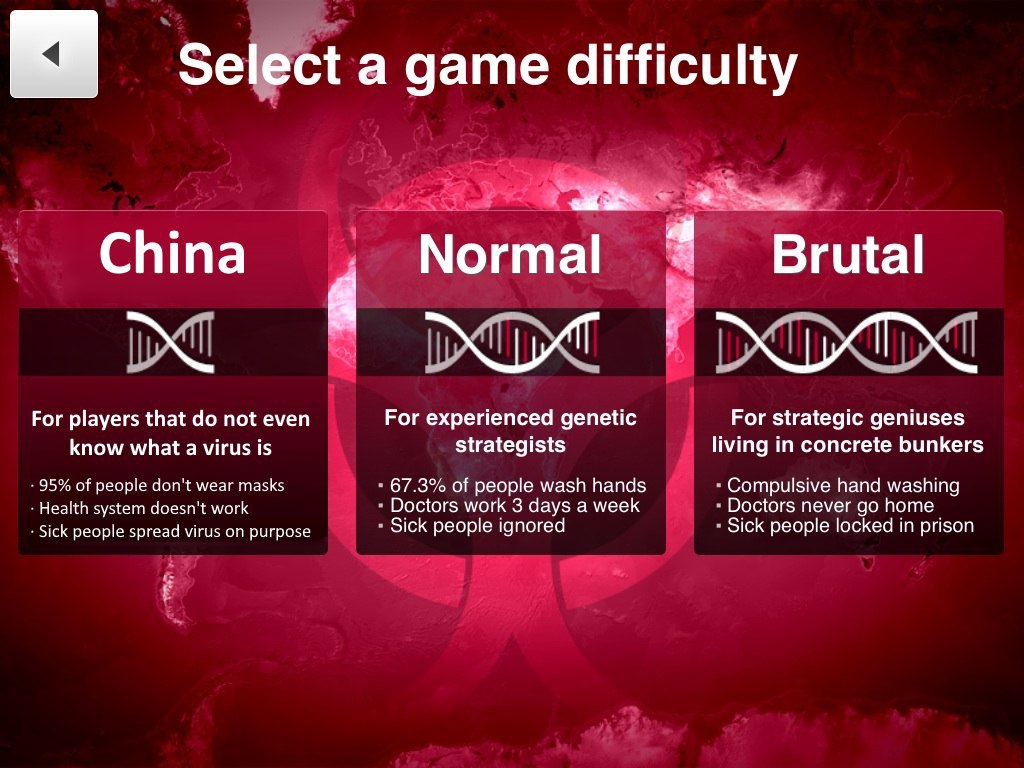 Select a game difficulty
China
For players that do not even
know what a virus is
· 95% of people don't wear masks
· Health system doesn't work
· Sick people spread virus on purpose
Normal
For experienced genetic
strategists
▪ 67.3% of people wash hands
▪ Doctors work 3 days a week
▪ Sick people ignored
Brutal
For strategic geniuses
living in concrete bunkers
▪ Compulsive hand washing
▪ Doctors never go home
▪ Sick people locked in prison